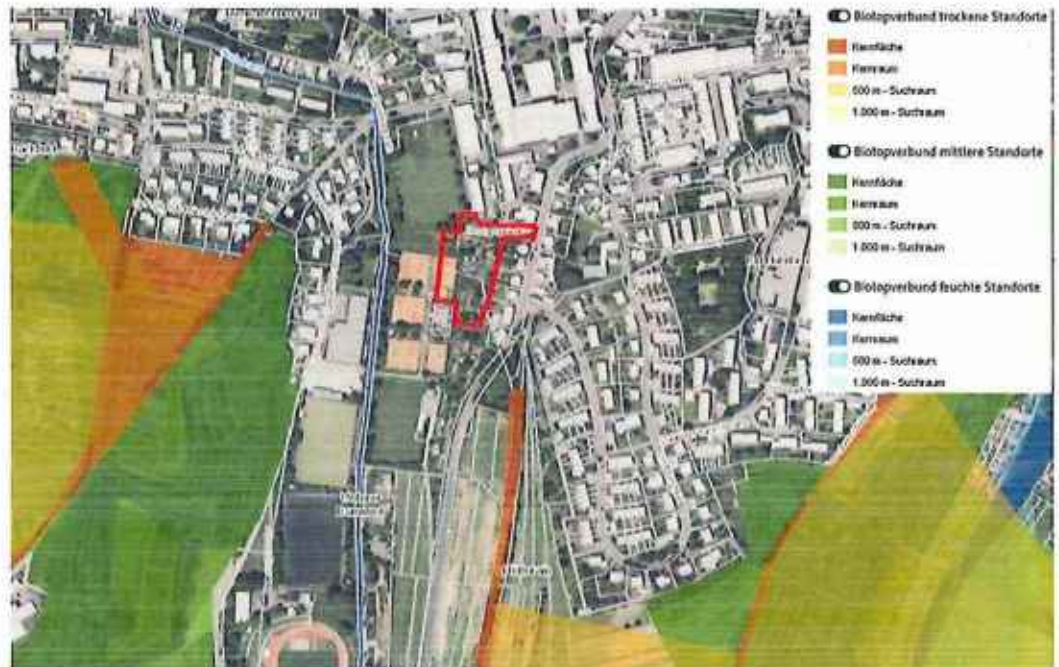 Biotopverbund trockene Standorte
Kernfläche
Kernraum
500 m - Suchraum
1.000 m - Suchraum
Biotopverbund mittlere Standorte
Kernfläche
Kernraum
500 m - Suchraum
1.000 m - Suchraum
Biotopverbund feuchte Standorte
Kernfläche
Kernraum
500 m - Suchraum
1.000 m - Suchraum